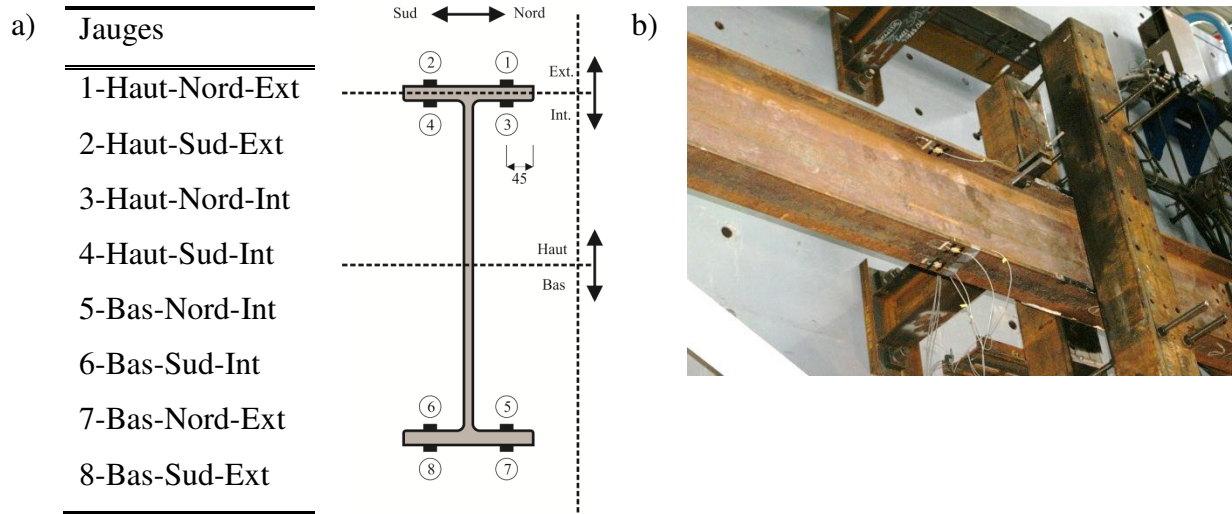 a)
Jauges
1-Haut-Nord-Ext
2-Haut-Sud-Ext
3-Haut-Nord-Int
4-Haut-Sud-Int
5-Bas-Nord-Int
6-Bas-Sud-Int
7-Bas-Nord-Ext
8-Bas-Sud-Ext
Sud Nord
2 1
Ext.
Int.
4 3
45
Haut
Bas
6 5
8 7
b)